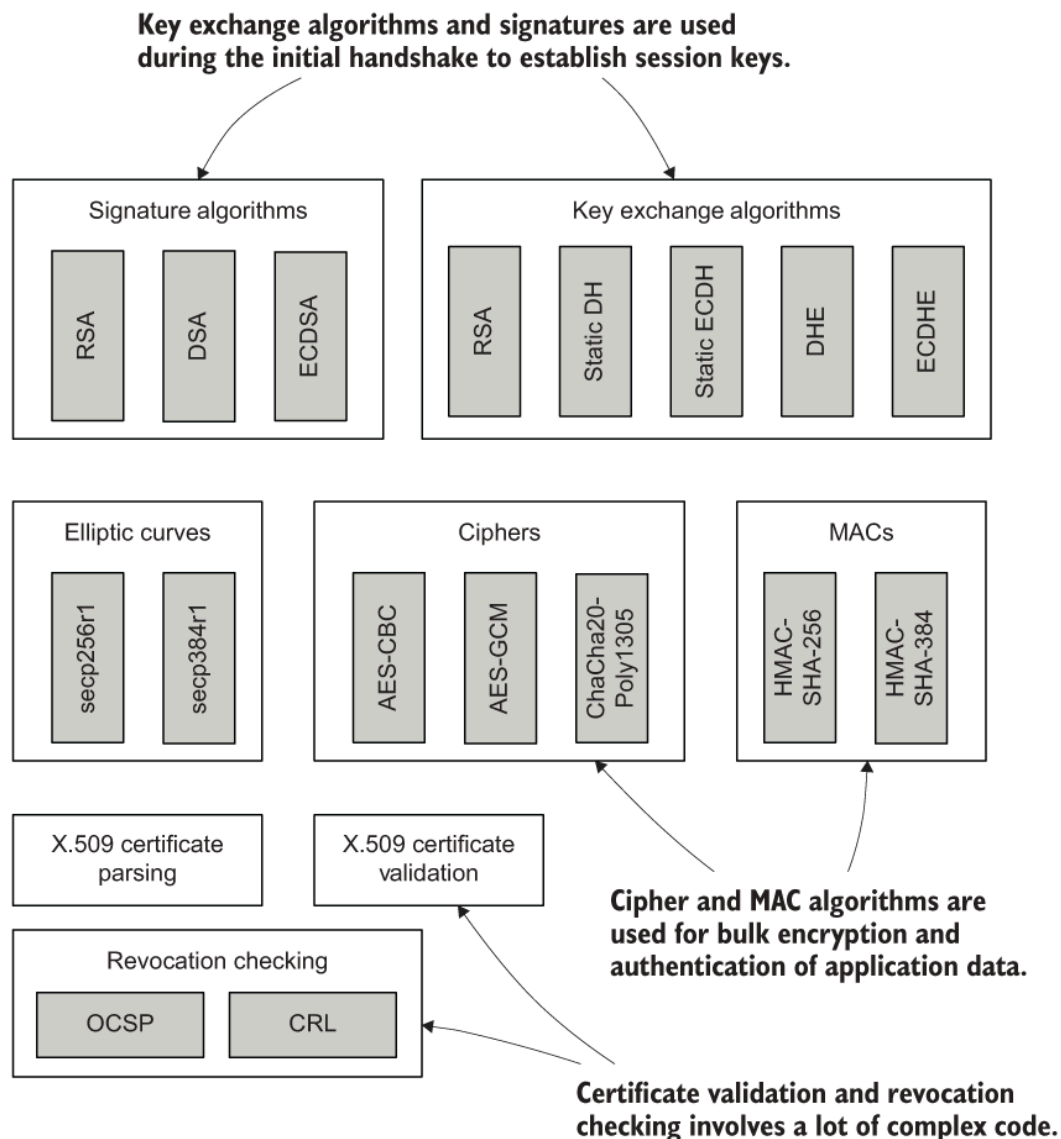 Key exchange algorithms and signatures are used
during the initial handshake to establish session keys.
Signature algorithms
RSA
DSA
ECDSA
Key exchange algorithms
RSA
Static DH
Static ECDH
DHE
ECDHE
Elliptic curves
secp256r1
secp384r1
Ciphers
AES-CBC
AES-GCM
ChaCha20-
Poly1305
MACs
HMAC-
SHA-256
HMAC-
SHA-384
X.509 certificate
parsing
X.509 certificate
validation
Cipher and MAC algorithms are
used for bulk encryption and
authentication of application data.
Revocation checking
OCSP
CRL
Certificate validation and revocation
checking involves a lot of complex code.